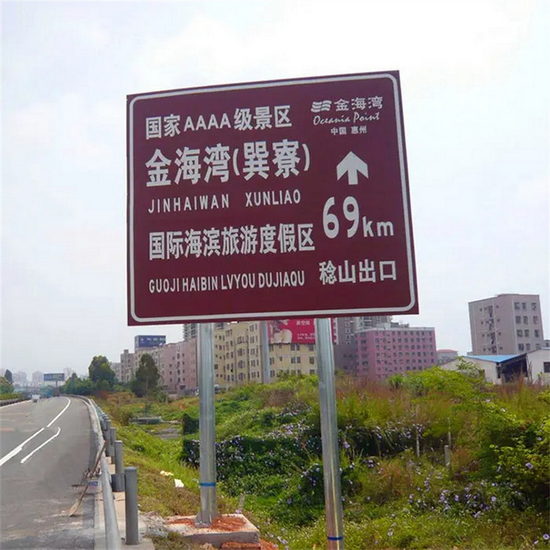 国家AAAA级景区
金海湾
Oceania Point
中国 惠州
金海湾(巽寮)
JINHAIWAN XUNLIAO
69km
国际海滨旅游度假区
GUOJI HAIBIN LVYOU DUJIAQU
稔山出口